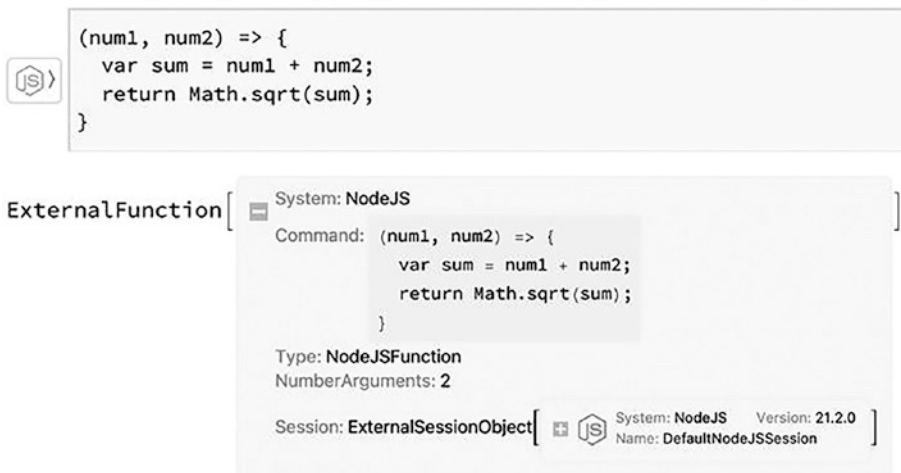 JS
(num1, num2) => {
var sum = num1 + num2;
return Math.sqrt(sum);
}
ExternalFunction[ System: NodeJS ]
Command: (num1, num2) => {
var sum = num1 + num2;
return Math.sqrt(sum);
}
Type: NodeJSFunction
NumberArguments: 2
Session: ExternalSessionObject[ JS System: NodeJS Version: 21.2.0 ]
Name: DefaultNodeJSSession